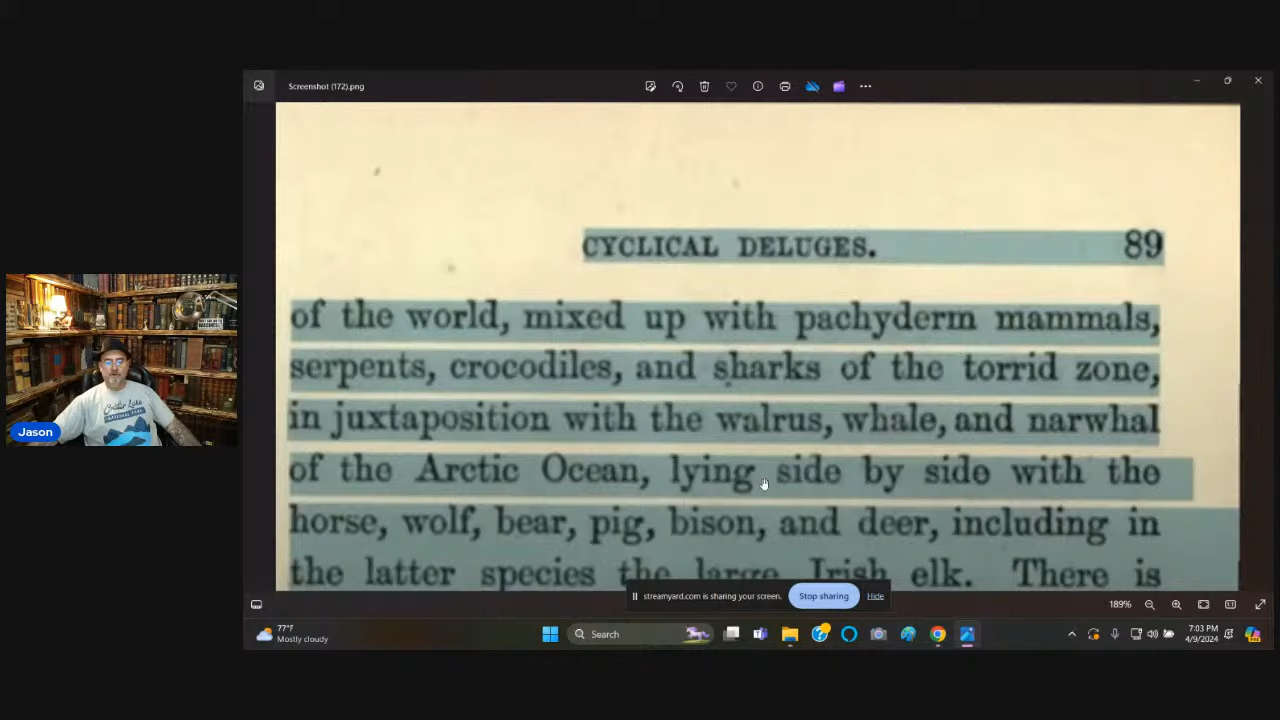 Screenshot (172).png
CYCLICAL DELUGES. 89
of the world, mixed up with pachyderm mammals,
serpents, crocodiles, and sharks of the torrid zone,
in juxtaposition with the walrus, whale, and narwhal
of the Arctic Ocean, lying side by side with the
horse, wolf, bear, pig, bison, and deer, including in
the latter species the large Irish elk. There is
streamyard.com is sharing your screen. Stop sharing Hide
Jason
189%
77°F
Mostly cloudy
Search
7:03 PM
4/9/2024